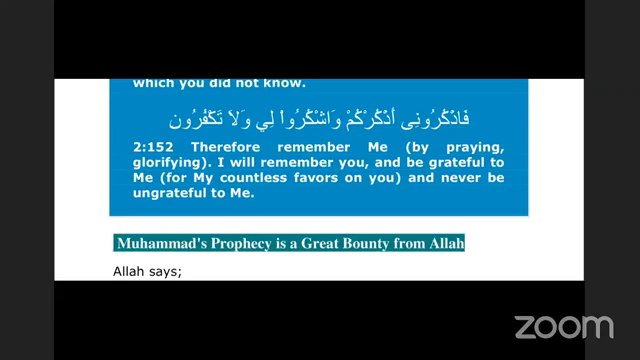 which you did not know.
فَاذْكُرُونِى أَذْكُرْكُمْ وَاشْكُرُواْ لِي وَلاَ تَكْفُرُونِ
2:152 Therefore remember Me (by praying,
glorifying). I will remember you, and be grateful to
Me (for My countless favors on you) and never be
ungrateful to Me.
Muhammad's Prophecy is a Great Bounty from Allah
Allah says;
zoom